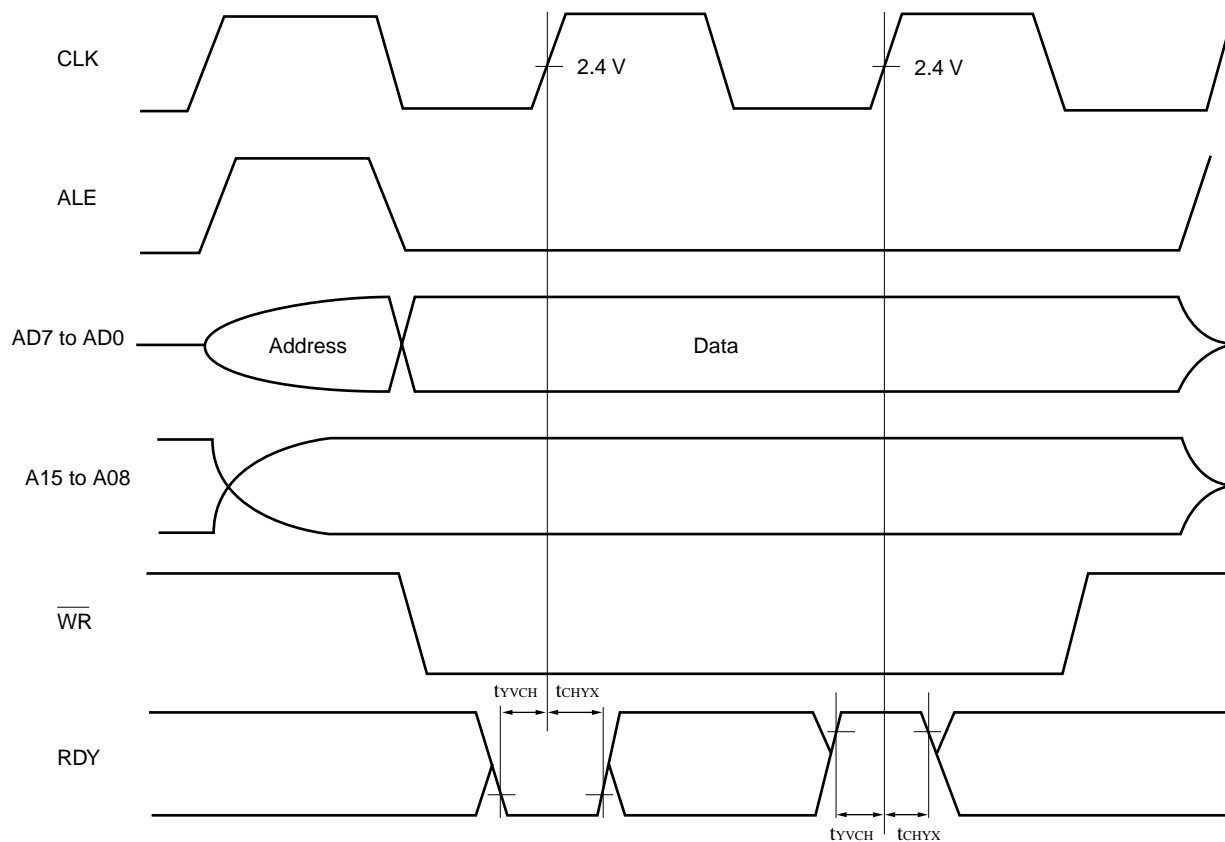 CLK
2.4 V
2.4 V
ALE
AD7 to AD0
Address
Data
A15 to A08
WR
tYVCH
tCHYX
RDY
tYVCH
tCHYX